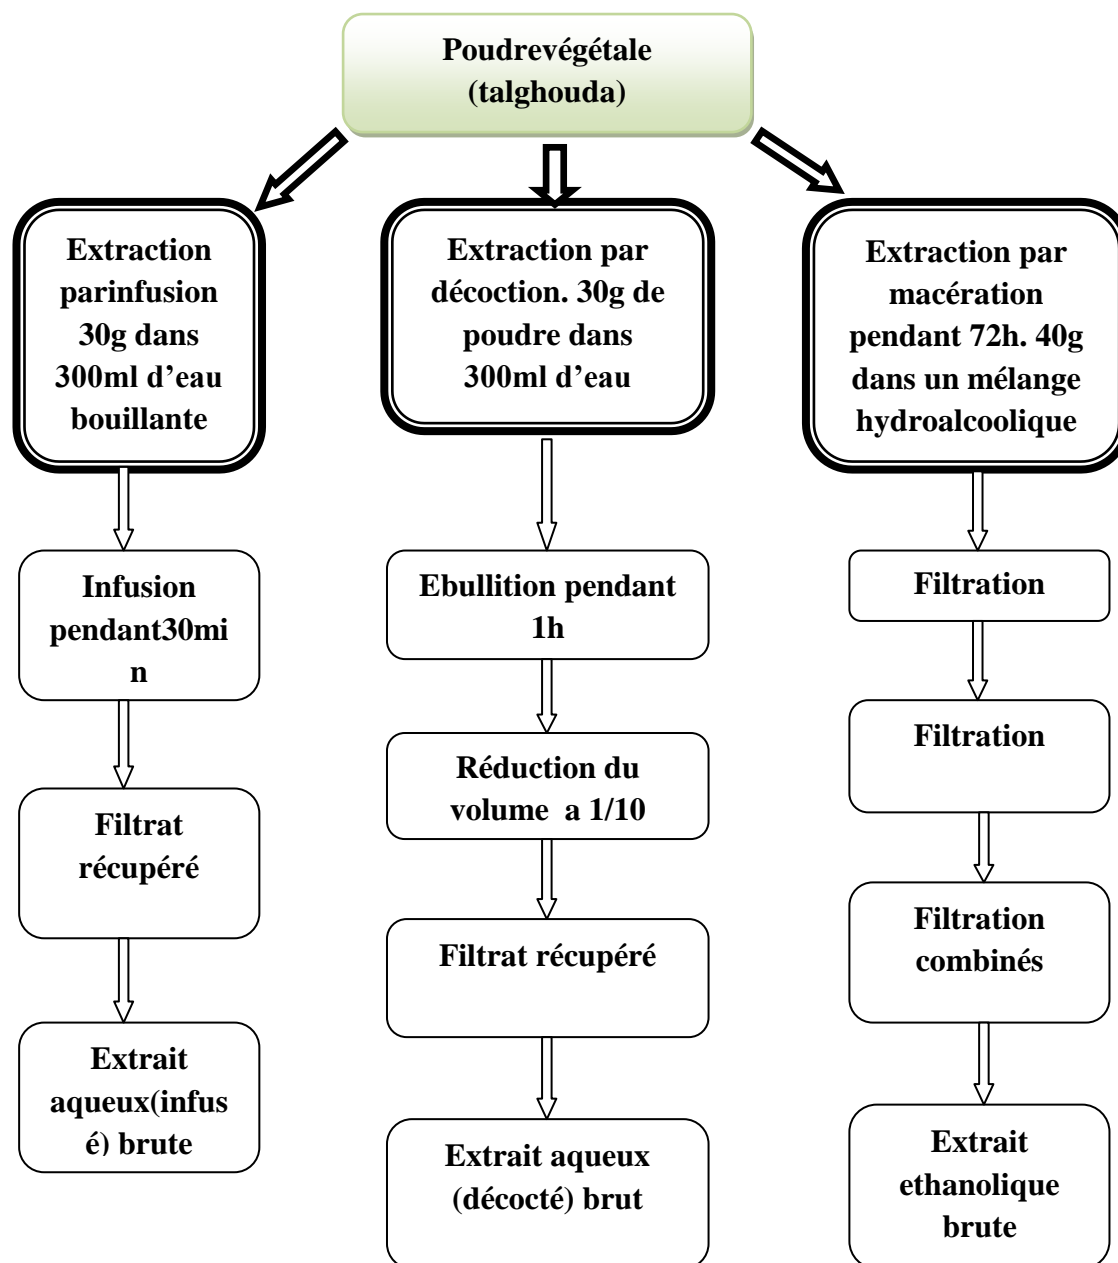 Poudrevégétale
(talghouda)
Extraction
parinfusion
30g dans
300ml d’eau
bouillante
Infusion
pendant30mi
n
Filtrat
récupéré
Extrait
aqueux(infus
é) brute
Extraction par
décoction. 30g de
poudre dans
300ml d’eau
Ebullition pendant
1h
Réduction du
volume a 1/10
Filtrat récupéré
Extrait aqueux
(décocté) brut
Extraction par
macération
pendant 72h. 40g
dans un mélange
hydroalcoolique
Filtration
Filtration
Filtration
combinés
Extrait
ethanolique
brute